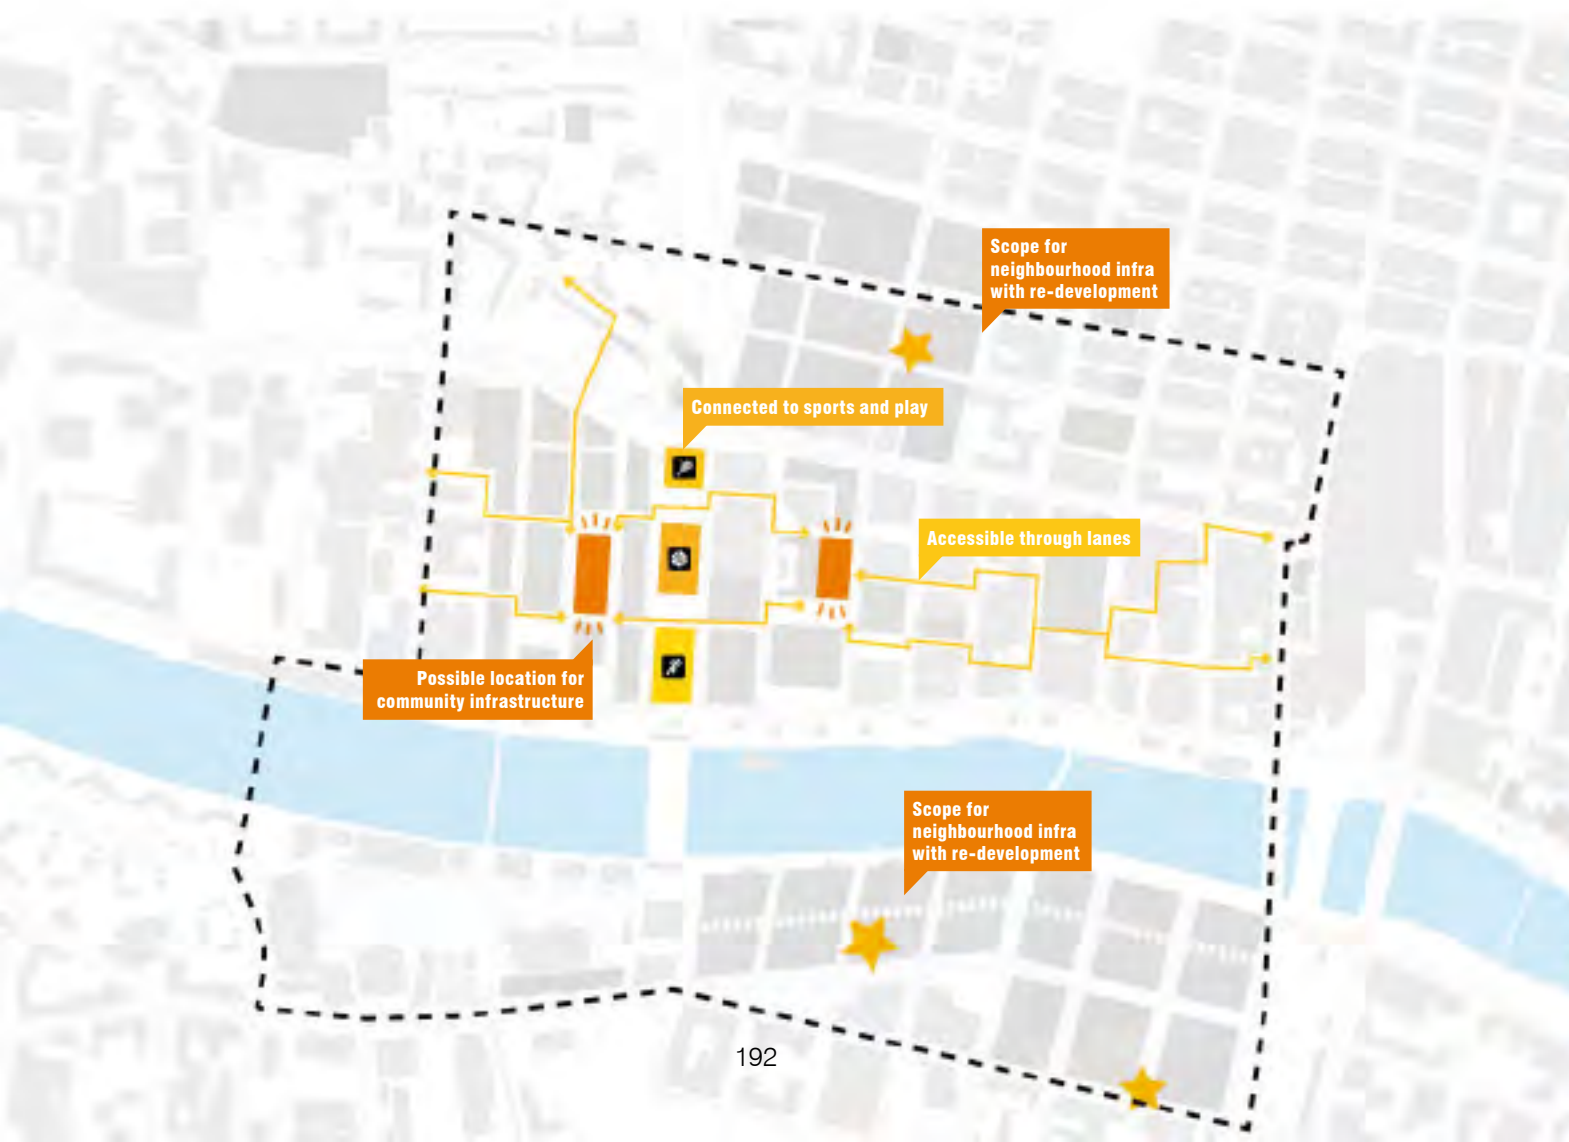 Scope for
neighbourhood infra
with re-development
Connected to sports and play
Accessible through lanes
Possible location for
community infrastructure
Scope for
neighbourhood infra
with re-development
192